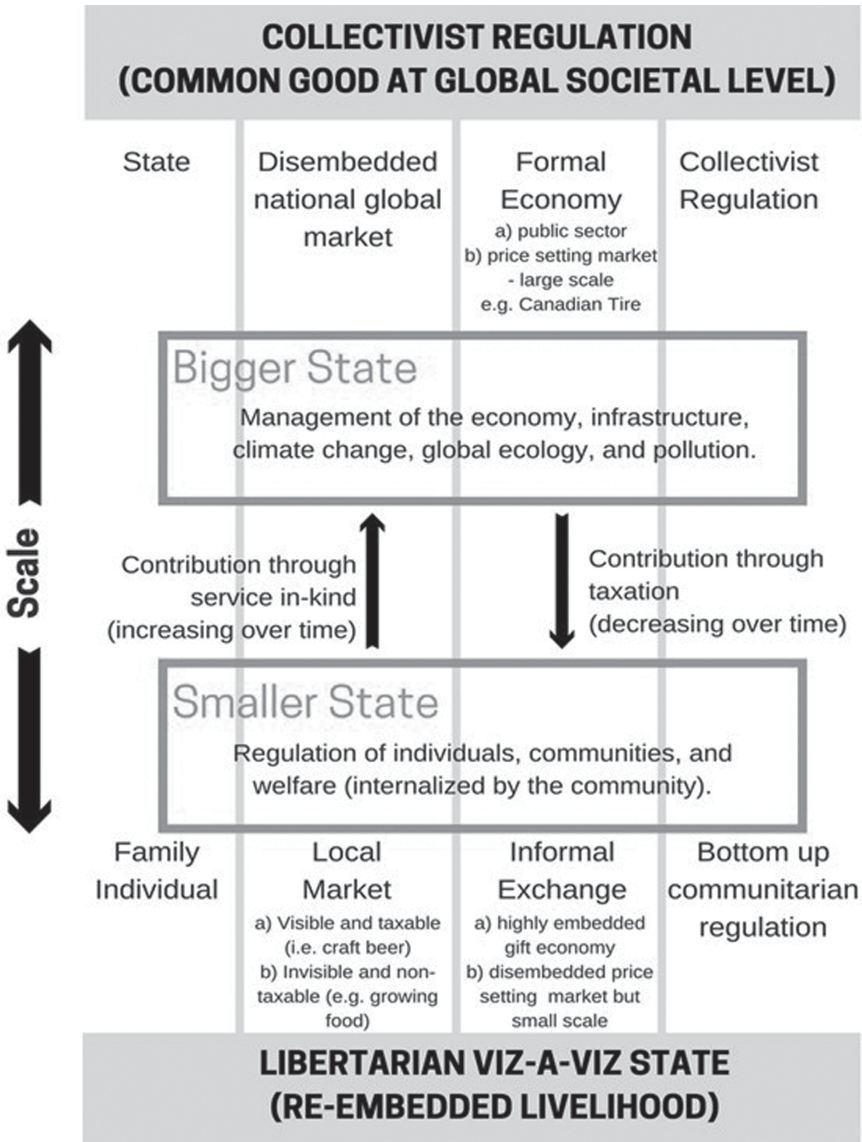 COLLECTIVIST REGULATION
(COMMON GOOD AT GLOBAL SOCIETAL LEVEL)
State
Disembedded
national global
market
Formal
Economy
a) public sector
b) price setting market
- large scale
e.g. Canadian Tire
Collectivist
Regulation
Bigger State
Management of the economy, infrastructure,
climate change, global ecology, and pollution.
Scale
Contribution through
service in-kind
(increasing over time)
Contribution through
taxation
(decreasing over time)
Smaller State
Regulation of individuals, communities, and
welfare (internalized by the community).
Family
Individual
Local
Market
a) Visible and taxable
(i.e. craft beer)
b) Invisible and non-
taxable (e.g. growing
food)
Informal
Exchange
a) highly embedded
gift economy
b) disembedded price
setting market but
small scale
Bottom up
communitarian
regulation
LIBERTARIAN VIZ-A-VIZ STATE
(RE-EMBEDDED LIVELIHOOD)